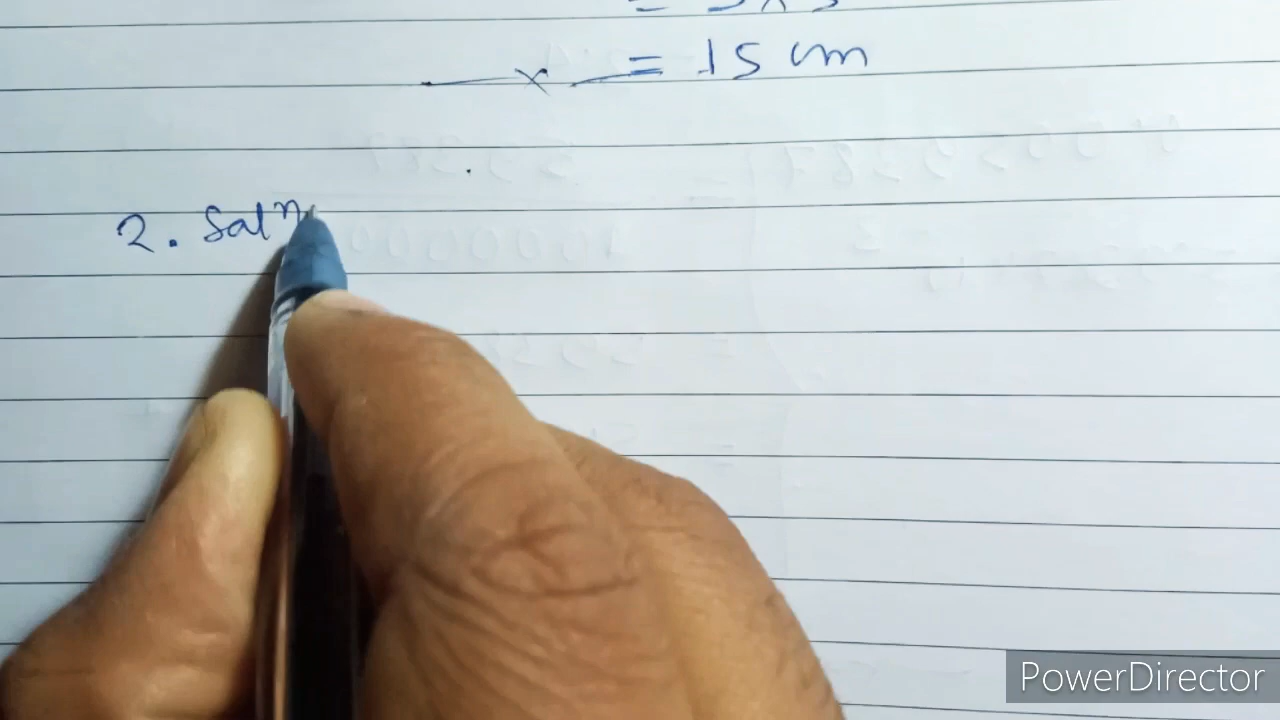 = 15 cm
2. Solⁿ
PowerDirector